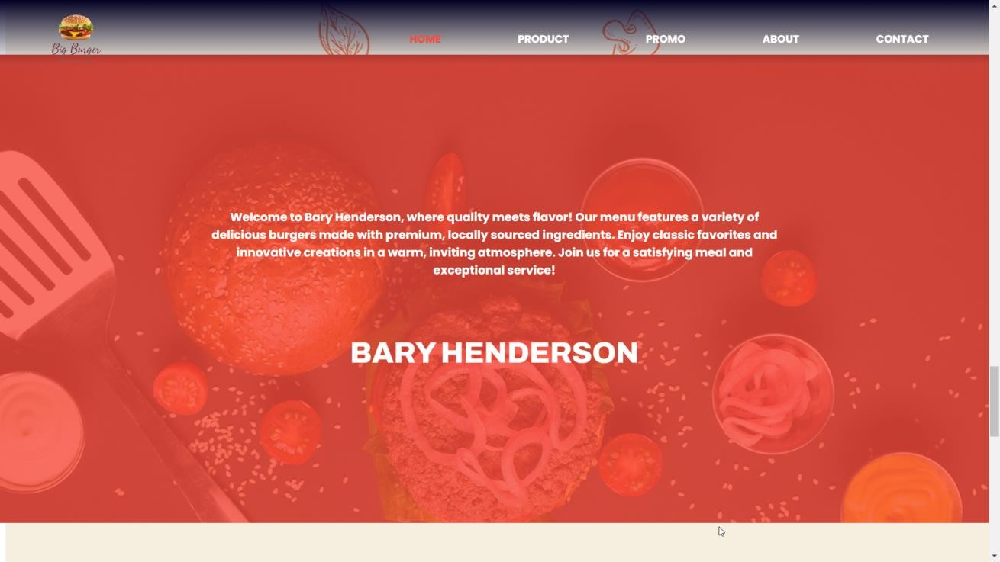 Big Burger
HOME PRODUCT PROMO ABOUT CONTACT
Welcome to Bary Henderson, where quality meets flavor! Our menu features a variety of
delicious burgers made with premium, locally sourced ingredients. Enjoy classic favorites and
innovative creations in a warm, inviting atmosphere. Join us for a satisfying meal and
exceptional service!
BARY HENDERSON